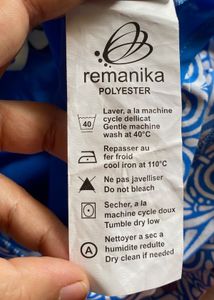 remanika
POLYESTER
40
Laver, a la machine
cycle dellicat
Gentle machine
wash at 40°C
Repasser au
fer froid
cool iron at 110°C
Ne pas javelliser
Do not bleach
Secher, a la
machine cycle doux
Tumble dry low
A
Nettoyer a sec a
humidite redulte
Dry clean if needed